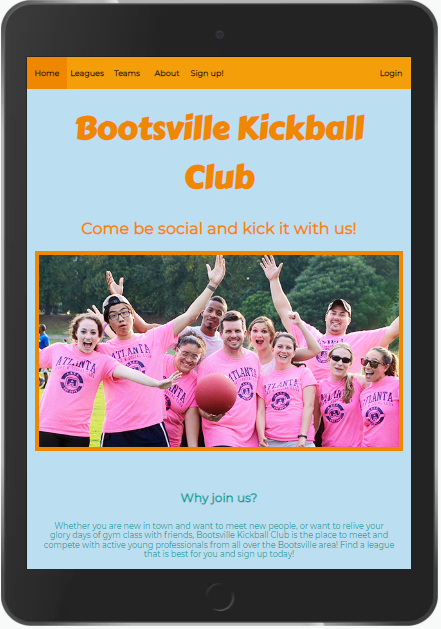 Home Leagues Teams About Sign up! Login
Bootsville Kickball
Club
Come be social and kick it with us!
ATLANTA
ATLANTA
ATLANTA
ATLANTA
Why join us?
Whether you are new in town and want to meet new people, or want to relive your
glory days of gym class with friends, Bootsville Kickball Club is the place to meet and
compete with active young professionals from all over the Bootsville area! Find a league
that is best for you and sign up today!